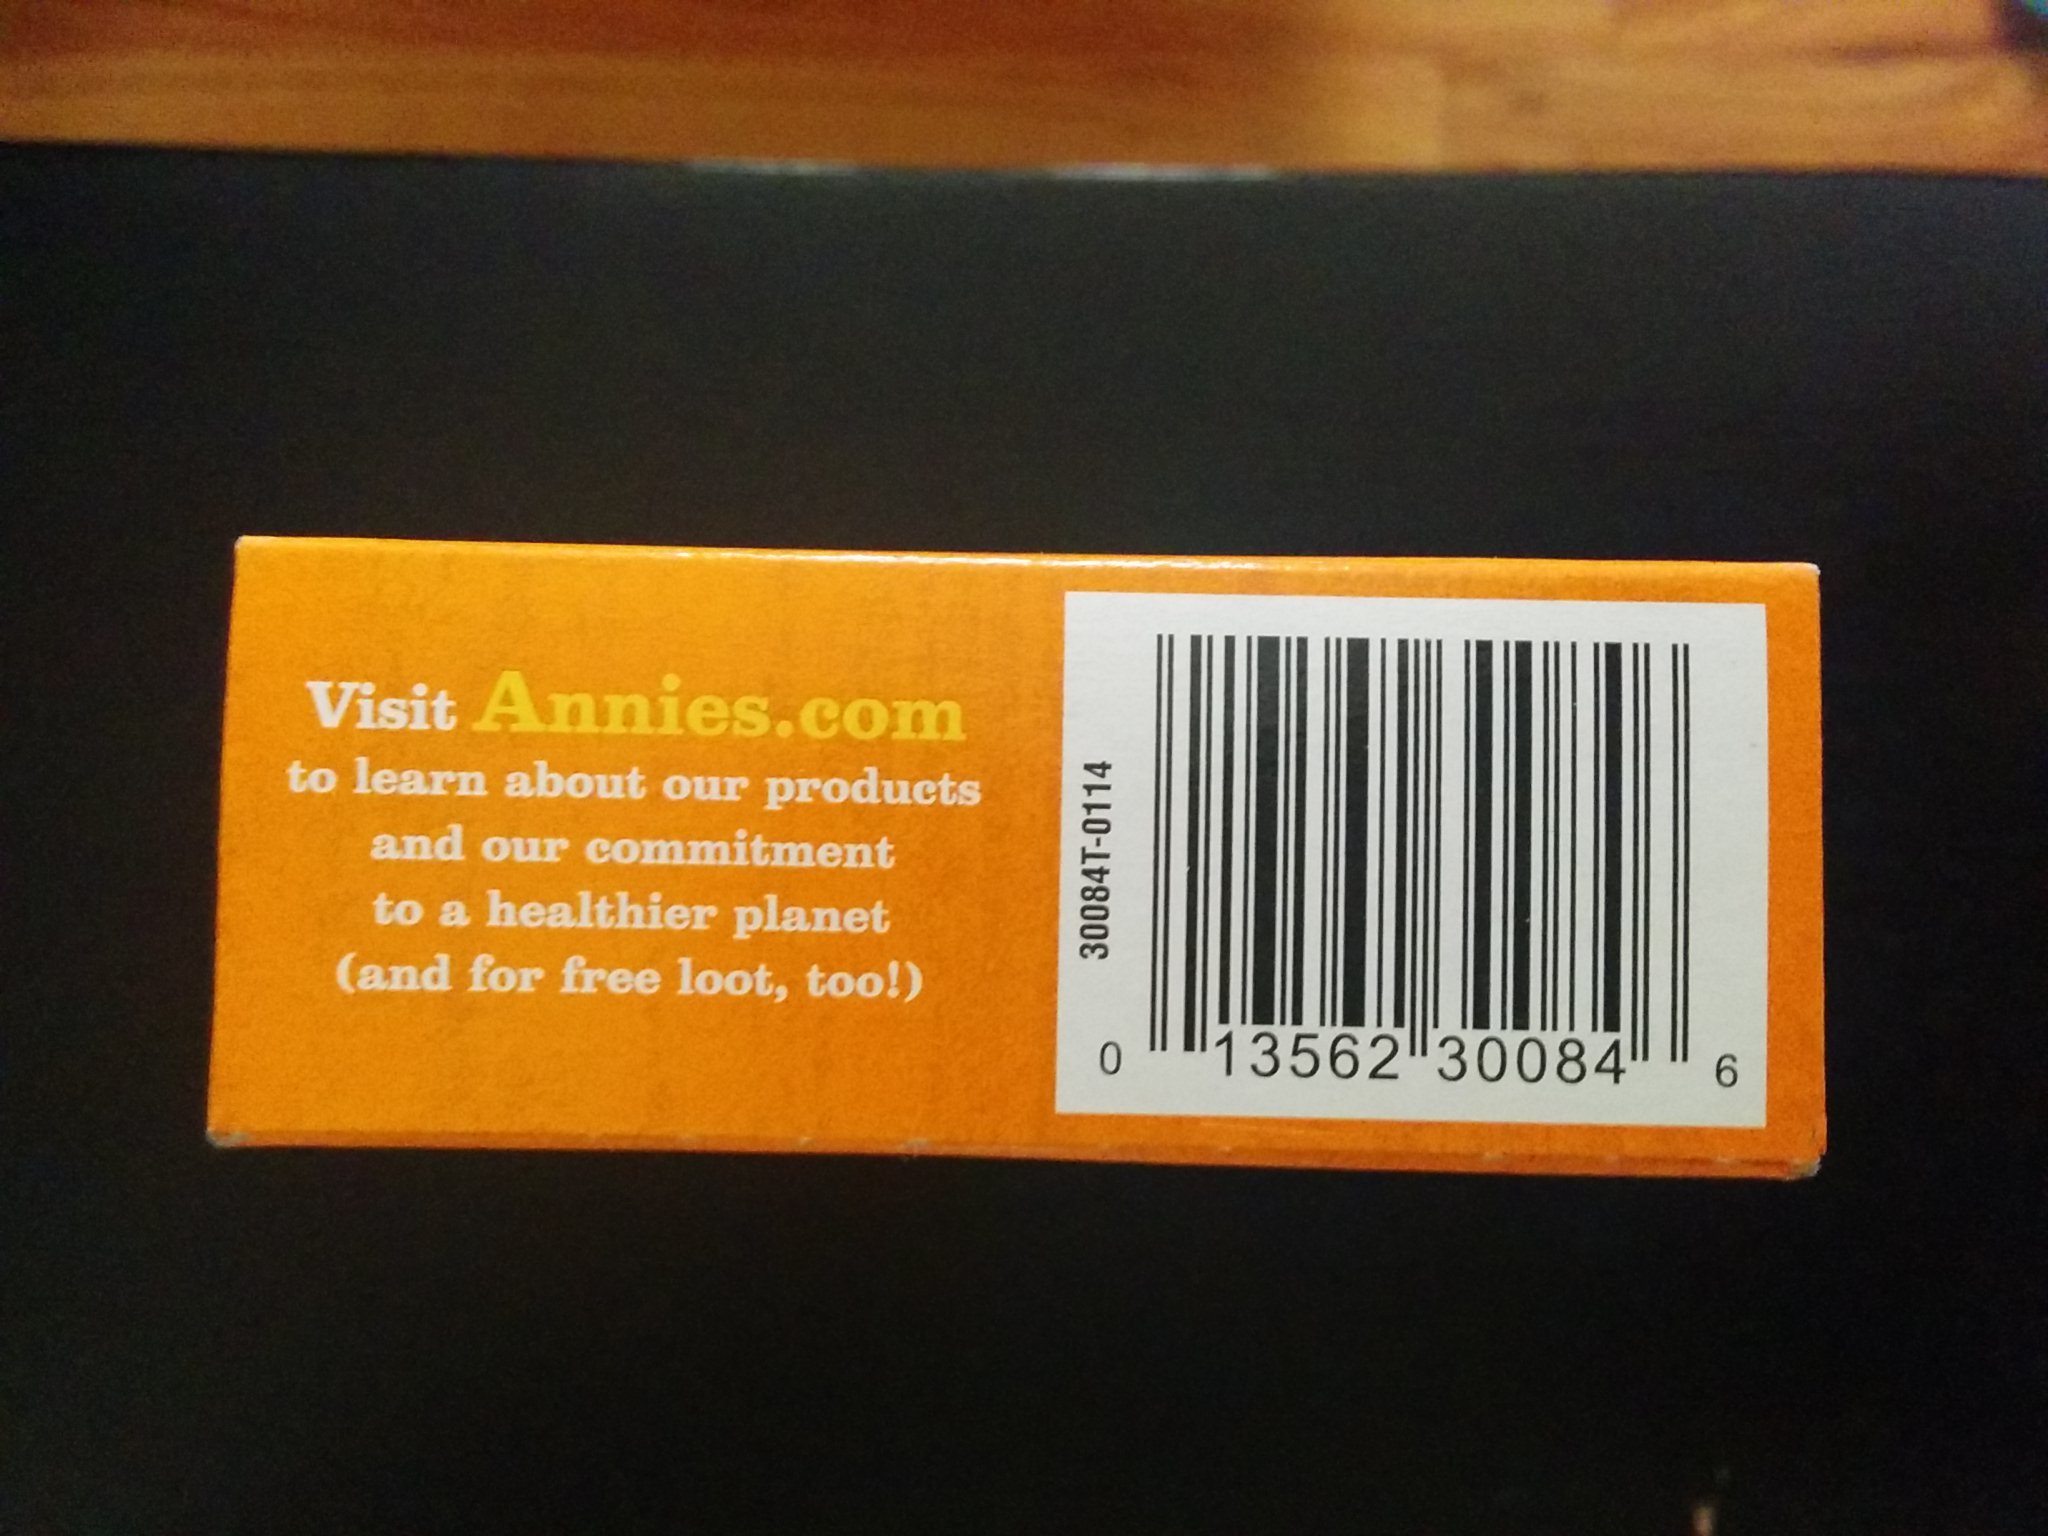 Visit Annies.com
to learn about our products
and our commitment
to a healthier planet
(and for free loot, too!)
30084T-0114
0 13562 30084 6